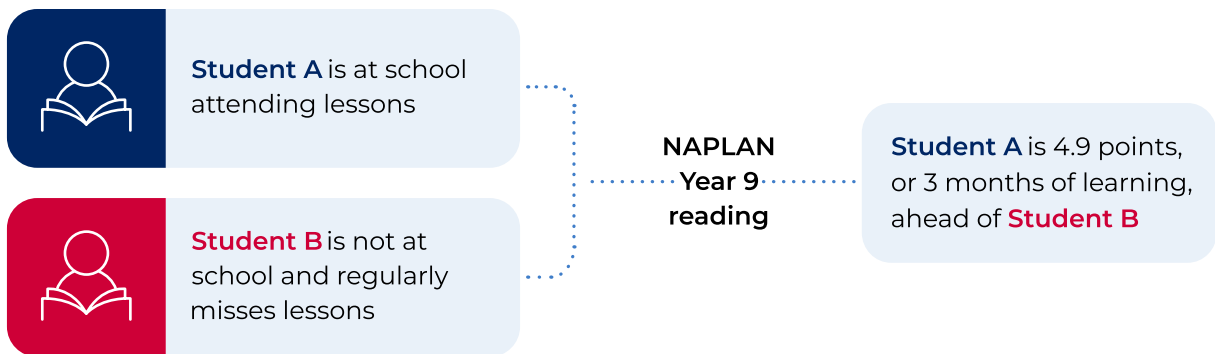 Student A is at school
attending lessons
Student B is not at
school and regularly
misses lessons
NAPLAN
Year 9
reading
Student A is 4.9 points,
or 3 months of learning,
ahead of Student B